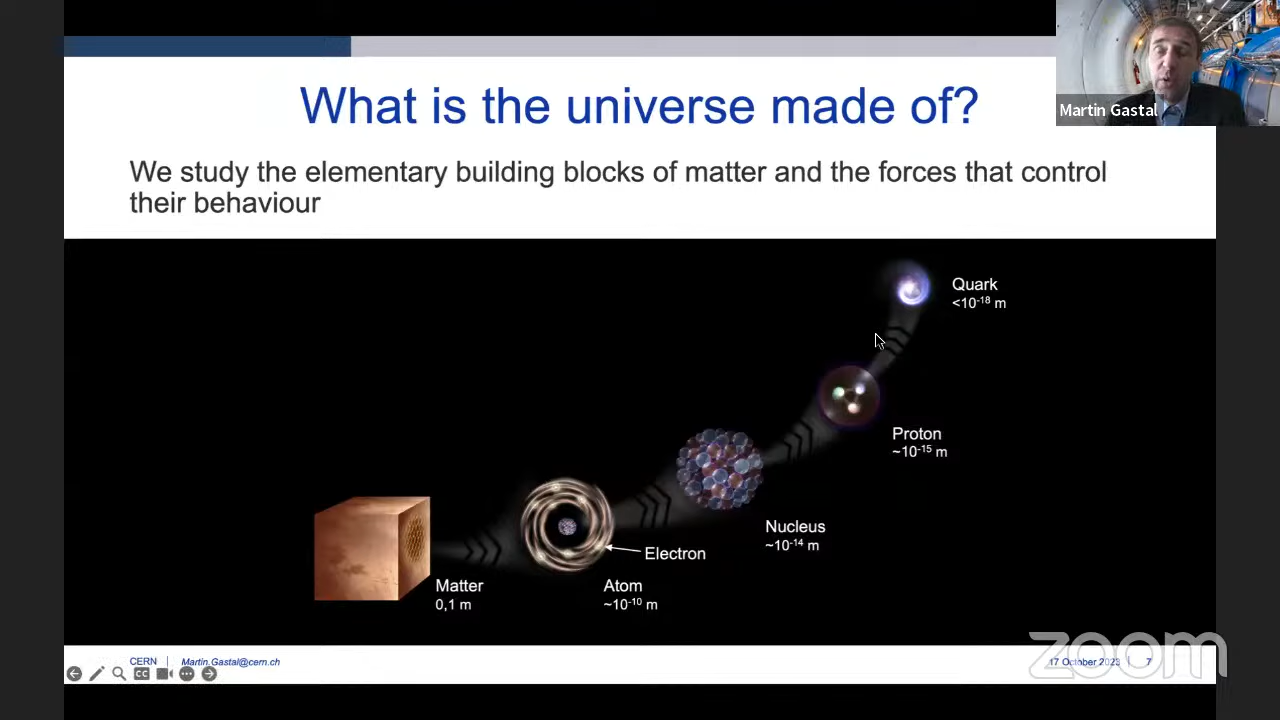 Martin Gastal
What is the universe made of?
We study the elementary building blocks of matter and the forces that control
their behaviour
Quark
<10⁻¹⁸ m
Proton
~10⁻¹⁵ m
Nucleus
~10⁻¹⁴ m
Electron
Atom
~10⁻¹⁰ m
Matter
0,1 m
CERN
Martin.Gastal@cern.ch
17 October 2023
7
CC
zoom